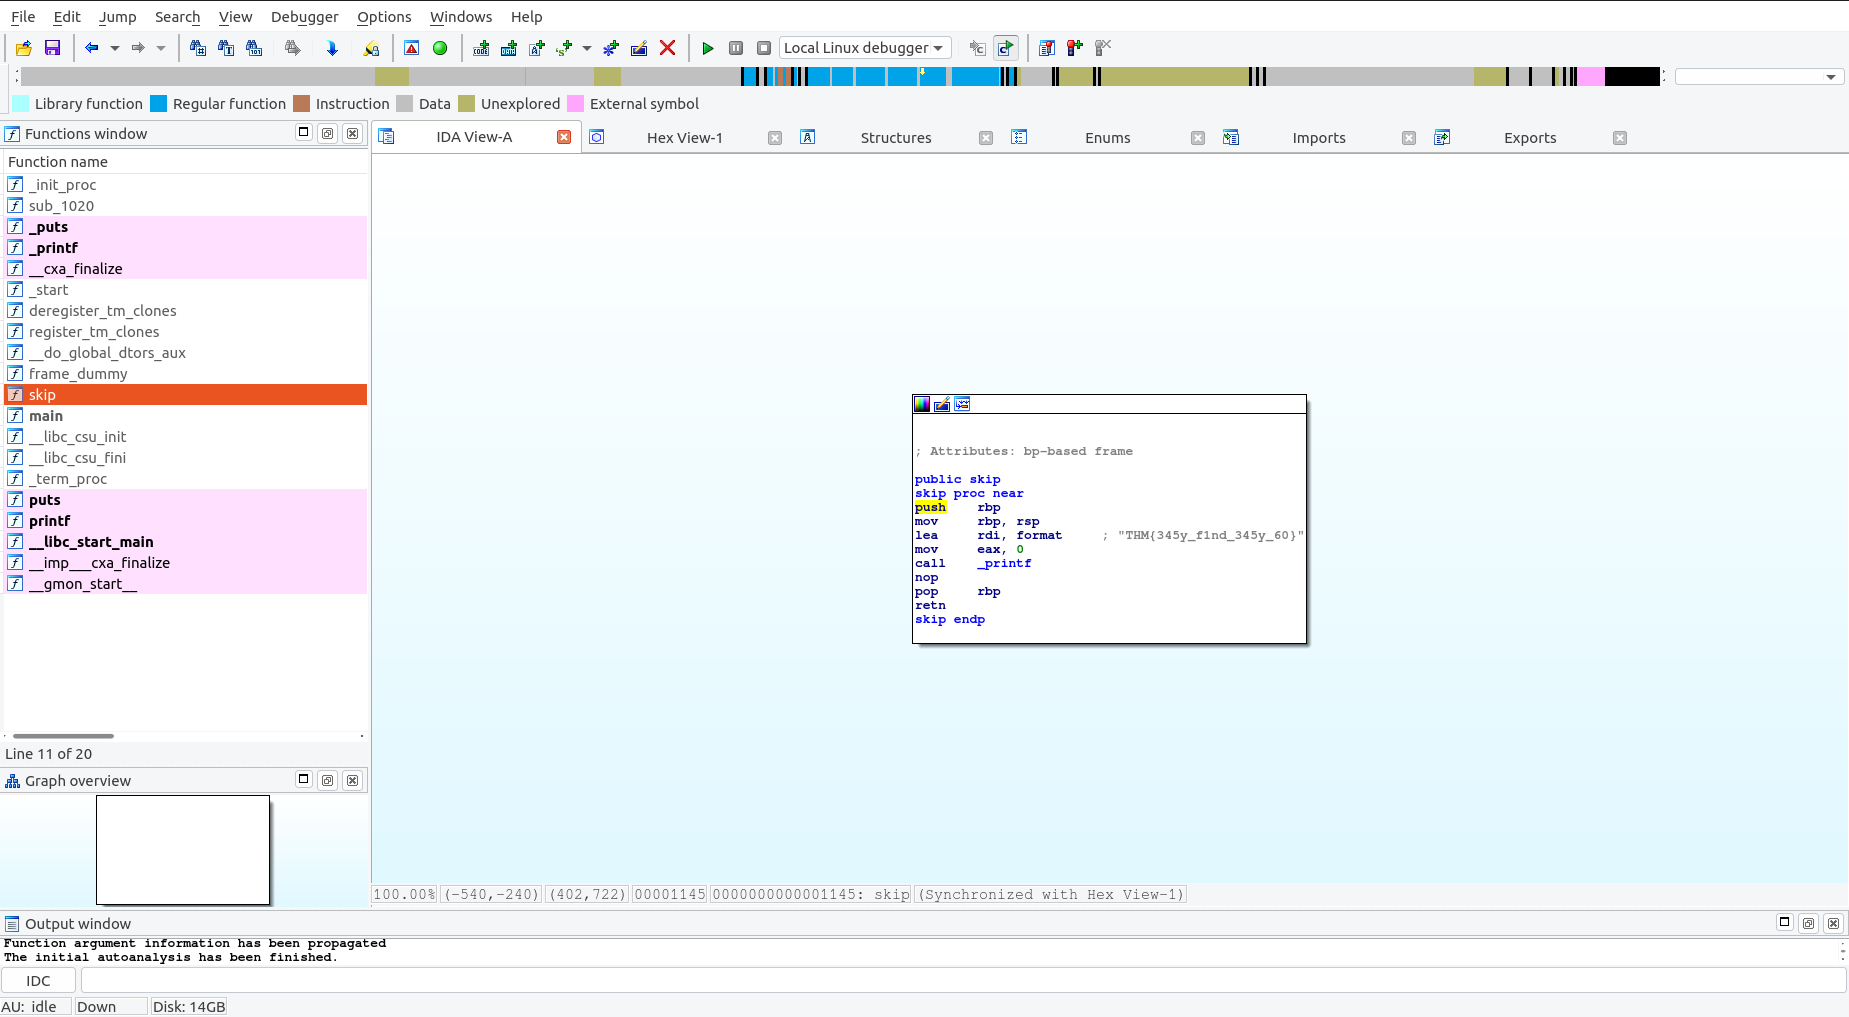 File Edit Jump Search View Debugger Options Windows Help
Local Linux debugger
Library function Regular function Instruction Data Unexplored External symbol
Functions window
IDA View-A Hex View-1 Structures Enums Imports Exports
Function name
_init_proc
sub_1020
_puts
_printf
__cxa_finalize
_start
deregister_tm_clones
register_tm_clones
__do_global_dtors_aux
frame_dummy
skip
main
__libc_csu_init
__libc_csu_fini
_term_proc
puts
printf
__libc_start_main
__imp___cxa_finalize
__gmon_start__
Line 11 of 20
Graph overview
; Attributes: bp-based frame
public skip
skip proc near
push rbp
mov rbp, rsp
lea rdi, format ; "THM{345y_f1nd_345y_60}"
mov eax, 0
call _printf
nop
pop rbp
retn
skip endp
100.00% (-540,-240) (402,722) 00001145 0000000000001145: skip (Synchronized with Hex View-1)
Output window
Function argument information has been propagated
The initial autoanalysis has been finished.
IDC
AU: idle Down Disk: 14GB